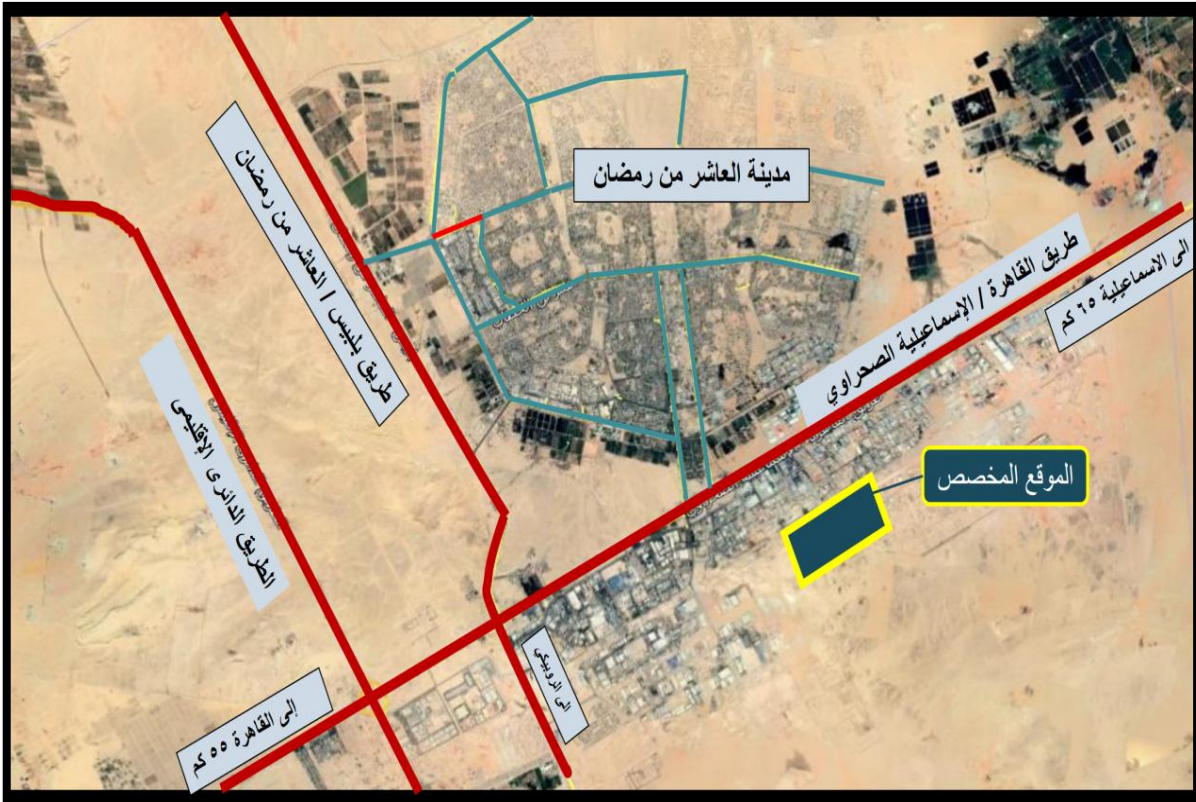 مدينة العاشر من رمضان
طريق بلبيس / العاشر من رمضان
الى الاسماعيلية ٦٥ كم
طريق القاهرة / الإسماعيلية الصحراوي
الطريق الدائرى الإقليمى
الموقع المخصص
الى الروبيكي
إلى القاهرة ٥٥ كم